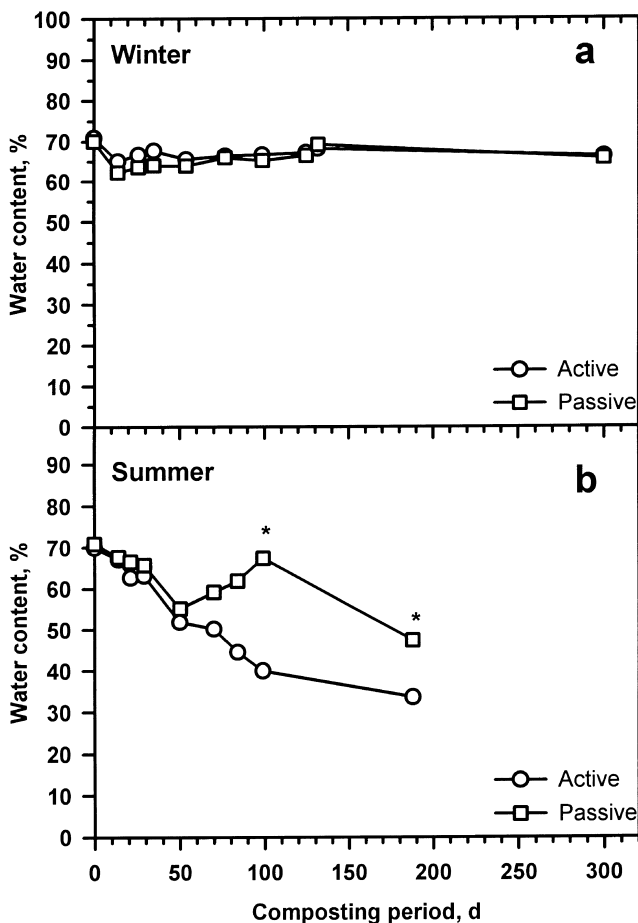 100
90
80
70
60
50
40
30
20
10
0
Water content, %
Winter
a
Active
Passive
90
80
70
60
50
40
30
20
10
0
Water content, %
Summer
b
*
*
Active
Passive
0 50 100 150 200 250 300
Composting period, d